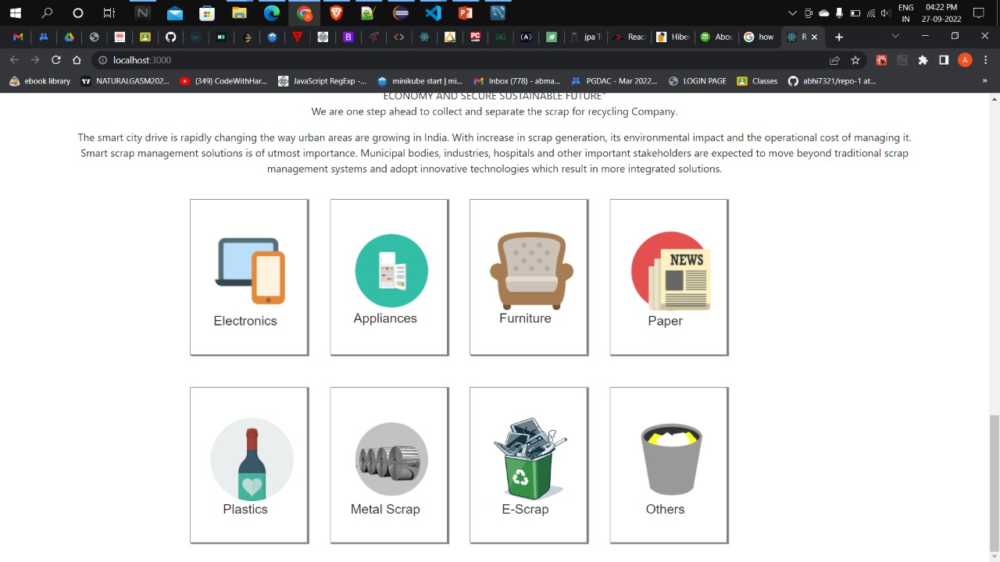 04:22 PM
ENG
IN
27-09-2022
jpa T
React
Hibe
Abou
how
R
localhost:3000
A
ebook library
NATURALGASM202...
(349) CodeWithHar...
JavaScript RegExp -...
minikube start | mi...
Inbox (778) - abma...
PGDAC - Mar 2022...
LOGIN PAGE
Classes
abhi7321/repo-1 at...
»
ECONOMY AND SECURE SUSTAINABLE FUTURE"
We are one step ahead to collect and separate the scrap for recycling Company.
The smart city drive is rapidly changing the way urban areas are growing in India. With increase in scrap generation, its environmental impact and the operational cost of managing it.
Smart scrap management solutions is of utmost importance. Municipal bodies, industries, hospitals and other important stakeholders are expected to move beyond traditional scrap
management systems and adopt innovative technologies which result in more integrated solutions.
NEWS
Electronics
Appliances
Furniture
Paper
Plastics
Metal Scrap
E-Scrap
Others